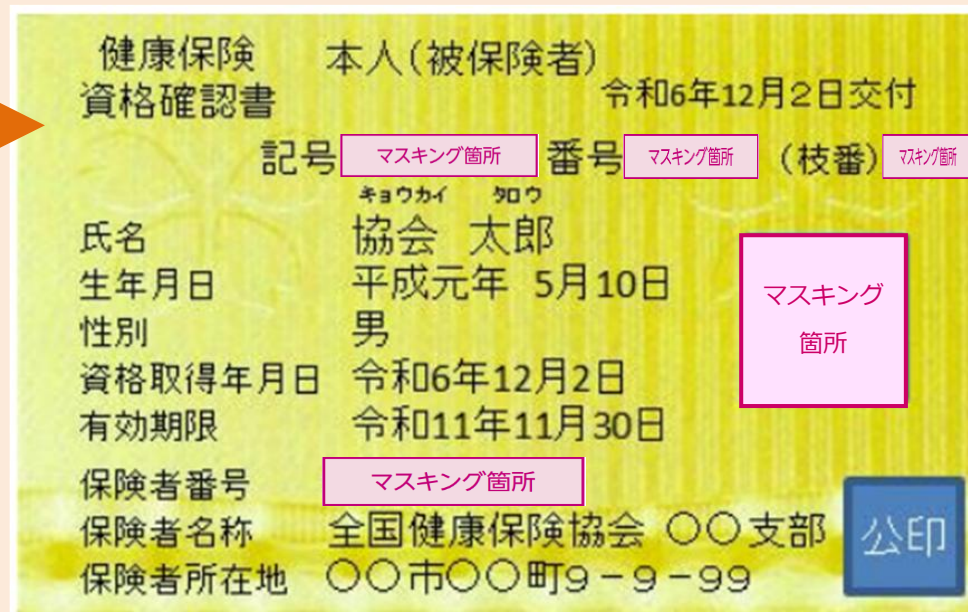 健康保険 本人(被保険者)
資格確認書 令和6年12月2日交付
記号 マスキング箇所 番号 マスキング箇所 (枝番) マスキング箇所
キョウカイ タロウ
氏名 協会 太郎
生年月日 平成元年 5月10日
性別 男
資格取得年月日 令和6年12月2日
有効期限 令和11年11月30日
マスキング
箇所
保険者番号 マスキング箇所
保険者名称 全国健康保険協会 〇〇支部
保険者所在地 〇〇市〇〇町9-9-99
公印